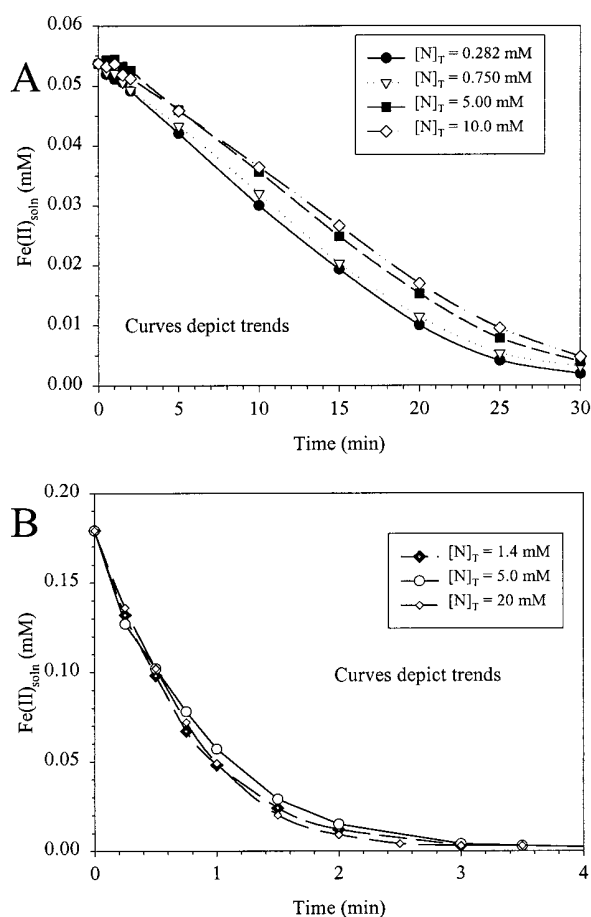 A
0.06
0.05
0.04
0.03
0.02
0.01
0.00
Fe(II)soln (mM)
[N]T = 0.282 mM
[N]T = 0.750 mM
[N]T = 5.00 mM
[N]T = 10.0 mM
Curves depict trends
0 5 10 15 20 25 30
Time (min)
B
0.20
0.15
0.10
0.05
0.00
Fe(II)soln (mM)
[N]T = 1.4 mM
[N]T = 5.0 mM
[N]T = 20 mM
Curves depict trends
0 1 2 3 4
Time (min)